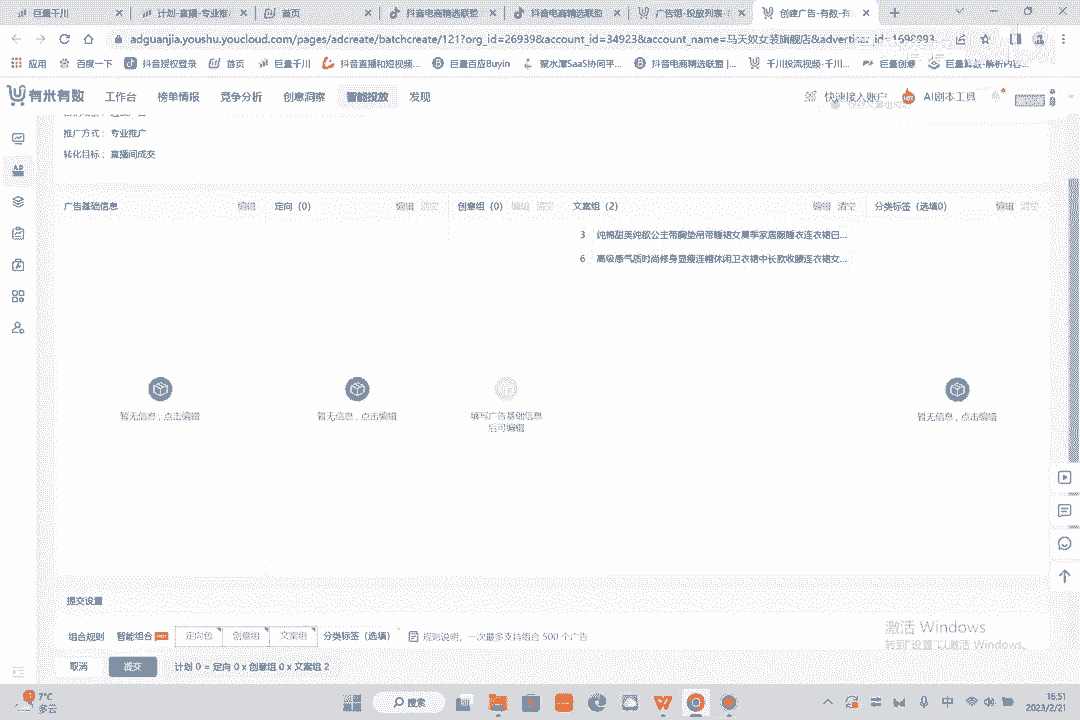 巨量千川
计划-直播-专业推
首页
抖音电商精选联盟
抖音电商精选联盟
广告组-投放列表-
创建广告-有数-有
adguanjia.youshu.youcloud.com/pages/adcreate/batchcreate/121?org_id=26939&account_id=34923&account_name=马天奴女装旗舰店&advertiser_id=1698993
应用
百度一下
抖音授权登录
首页
巨量千川
抖音直播和短视频...
巨量百应Buyin
聚水潭SaaS协同平...
抖音电商精选联盟 |...
千川投流视频-千川...
巨量创意
巨量算数-解析内容...
有米有数
工作台
榜单情报
竞争分析
创意洞察
智能投放
发现
快速接入账户
AI剧本工具
推广方式： 专业推广
转化目标： 直播间成交
广告基础信息
编辑
定向（0）
编辑 清空
创意组（0）
编辑 清空
文案组（2）
编辑 清空
分类标签（选填0）
编辑 清空
3 纯棉甜美纯欲公主带胸垫吊带睡裙女夏季家居服睡衣连衣裙日...
6 高级感气质时尚修身显瘦连帽休闲卫衣裙中长款收腰连衣裙女...
暂无信息，点击编辑
暂无信息，点击编辑
填写广告基础信息
后可编辑
暂无信息，点击编辑
提交设置
组合规则
智能组合
定向包
创意组
文案组
分类标签（选填）
规则说明，一次最多支持组合 500 个广告
取消
提交
计划 0 = 定向 0 x 创意组 0 x 文案组 2
激活 Windows
转到"设置"以激活 Windows。
7°C
多云
搜索
中
16:51
2023/2/21